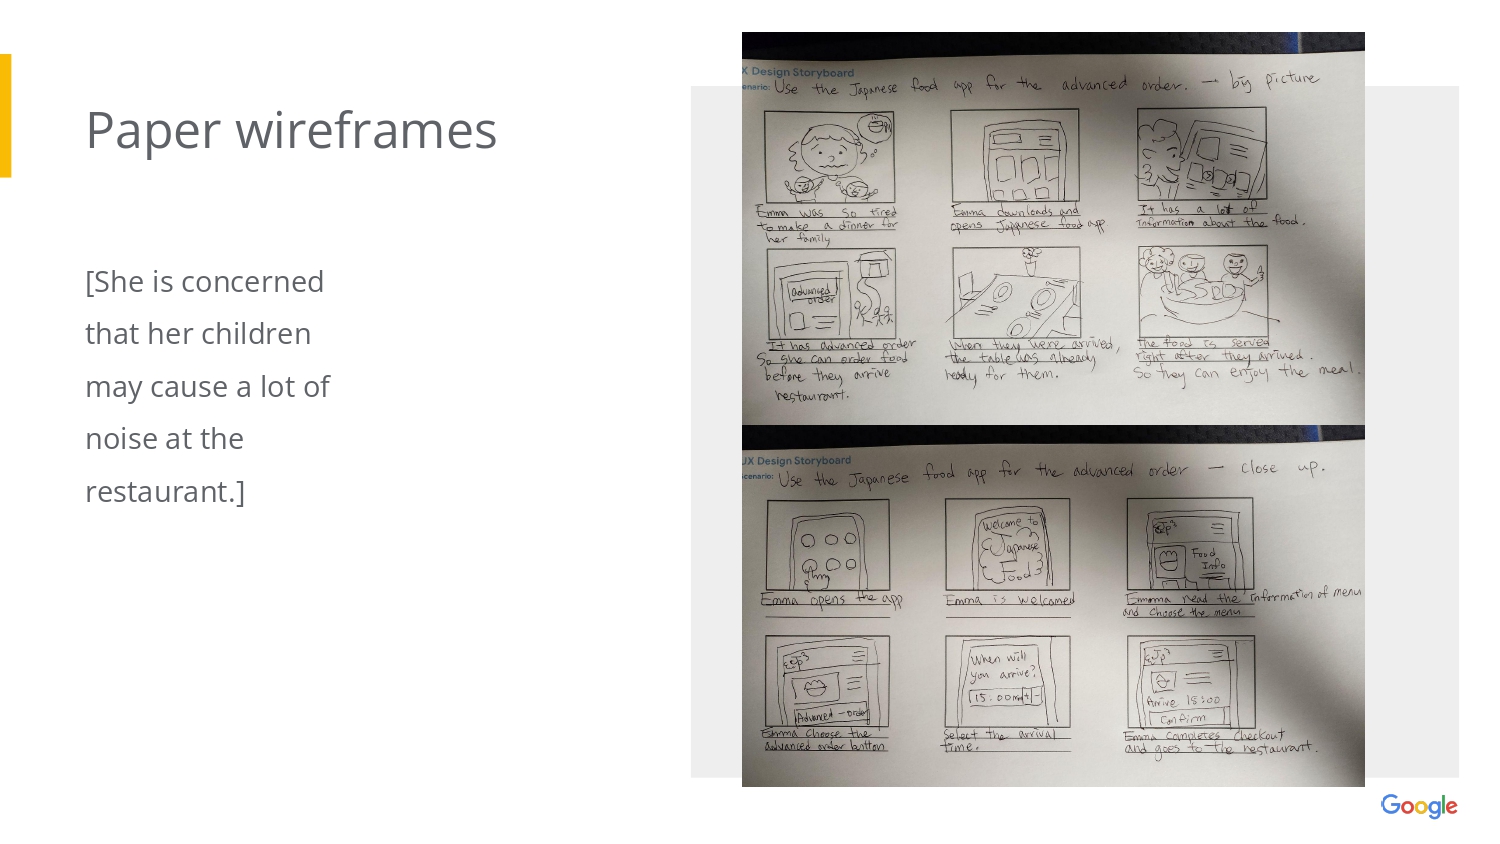 Paper wireframes
[She is concerned
that her children
may cause a lot of
noise at the
restaurant.]
X Design Storyboard
enario: Use the Japanese food app for the advanced order. — big picture
Emma was so tired
to make a dinner for
her family
Emma downloads and
opens Japanese food app
It has a lot of
information about the food.
advanced
order
It has advanced order
So she can order food
before they arrive
restaurant.
When they were arrived,
the table was already
ready for them.
The food is served
right after they arrived.
So they can enjoy the meal.
UX Design Storyboard
Scenario: Use the Japanese food app for the advanced order — close up.
Emma opens the app
Welcome to
Japanese
Food
Emma is welcomed
Food
Info
Emma read the information of menu
and choose the menu
Advanced-order
Emma choose the
advanced order button
When will
you arrive?
15:00
+ -
Select the arrival
time.
Arrive 15:00
Confirm
Emma completes checkout
and goes to the restaurant.
Google